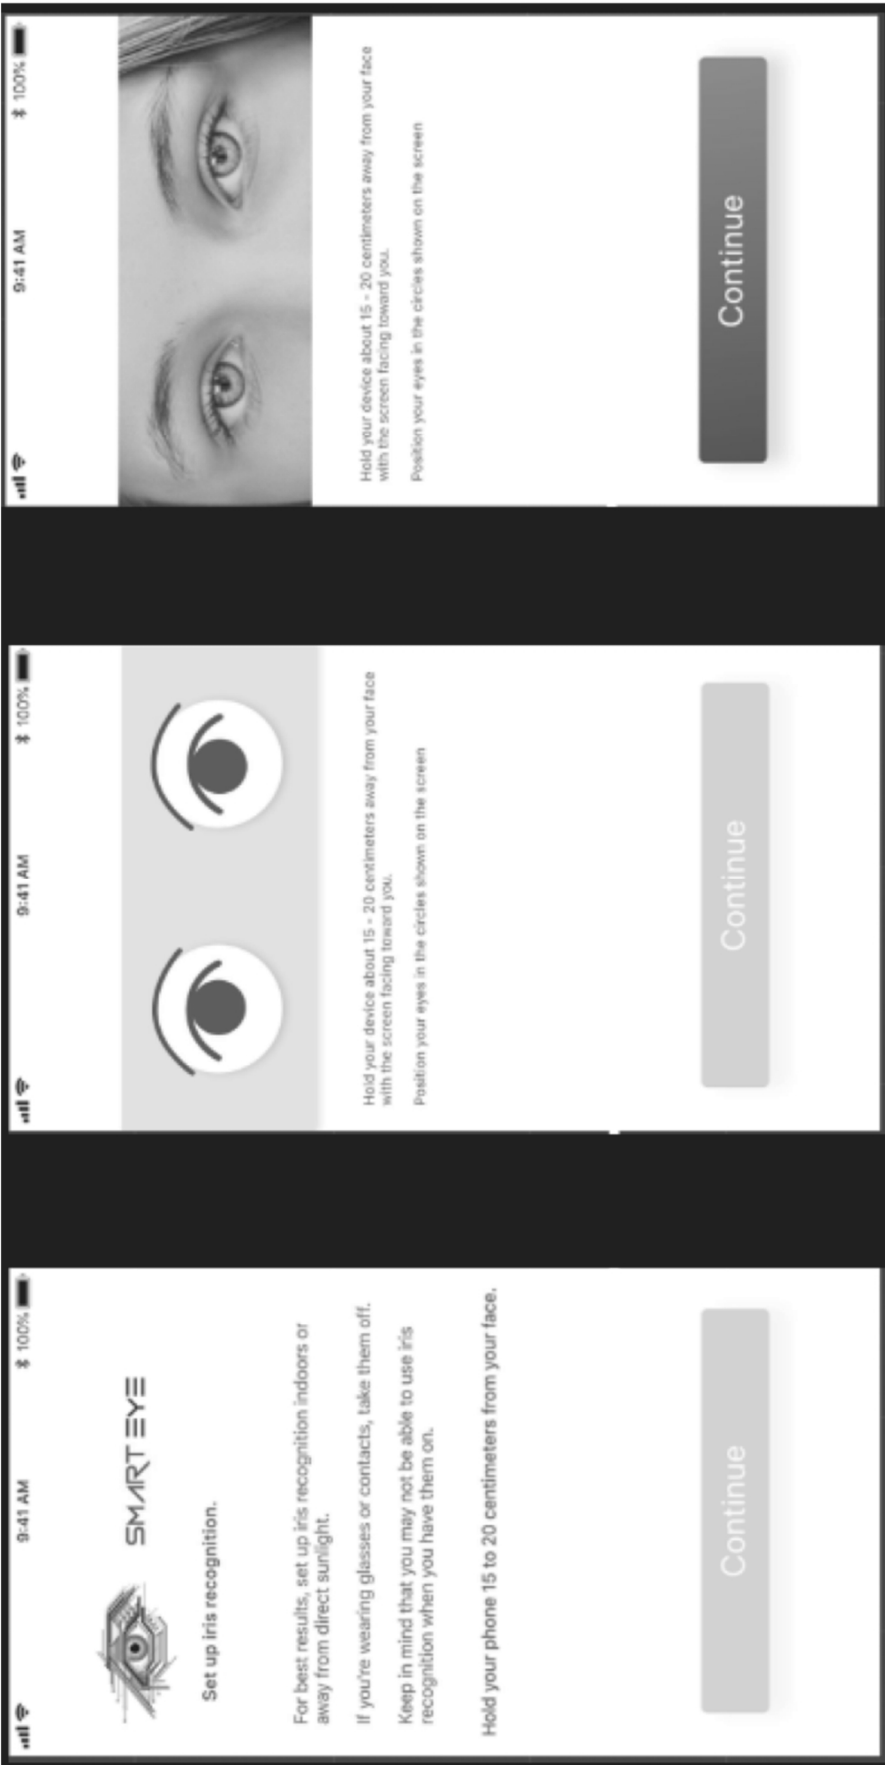 9:41 AM
100%
SMART EYE
Set up iris recognition.
For best results, set up iris recognition indoors or
away from direct sunlight.
If you're wearing glasses or contacts, take them off.
Keep in mind that you may not be able to use iris
recognition when you have them on.
Hold your phone 15 to 20 centimeters from your face.
Continue
9:41 AM
100%
Hold your device about 15 - 20 centimeters away from your face
with the screen facing toward you.
Position your eyes in the circles shown on the screen
Continue
9:41 AM
100%
Hold your device about 15 - 20 centimeters away from your face
with the screen facing toward you.
Position your eyes in the circles shown on the screen
Continue